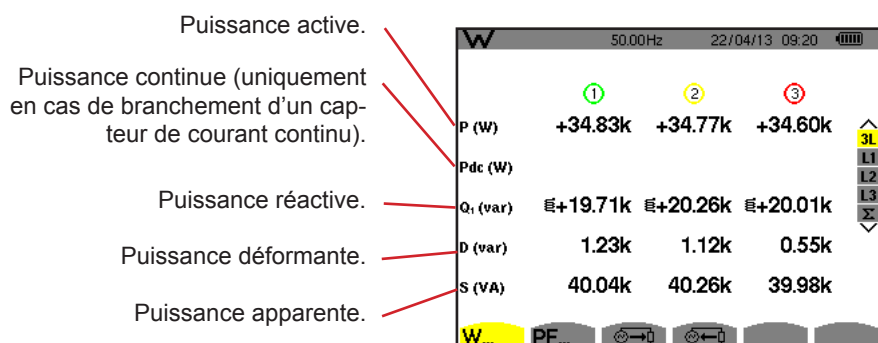 Puissance active.
Puissance continue (uniquement
en cas de branchement d'un cap-
teur de courant continu).
Puissance réactive.
Puissance déformante.
Puissance apparente.
W 50.00Hz 22/04/13 09:20
1 2 3
P (W) +34.83k +34.77k +34.60k
Pdc (W)
Q₁ (var) +19.71k +20.26k +20.01k
D (var) 1.23k 1.12k 0.55k
S (VA) 40.04k 40.26k 39.98k
3L
L1
L2
L3
Σ
W... PF...